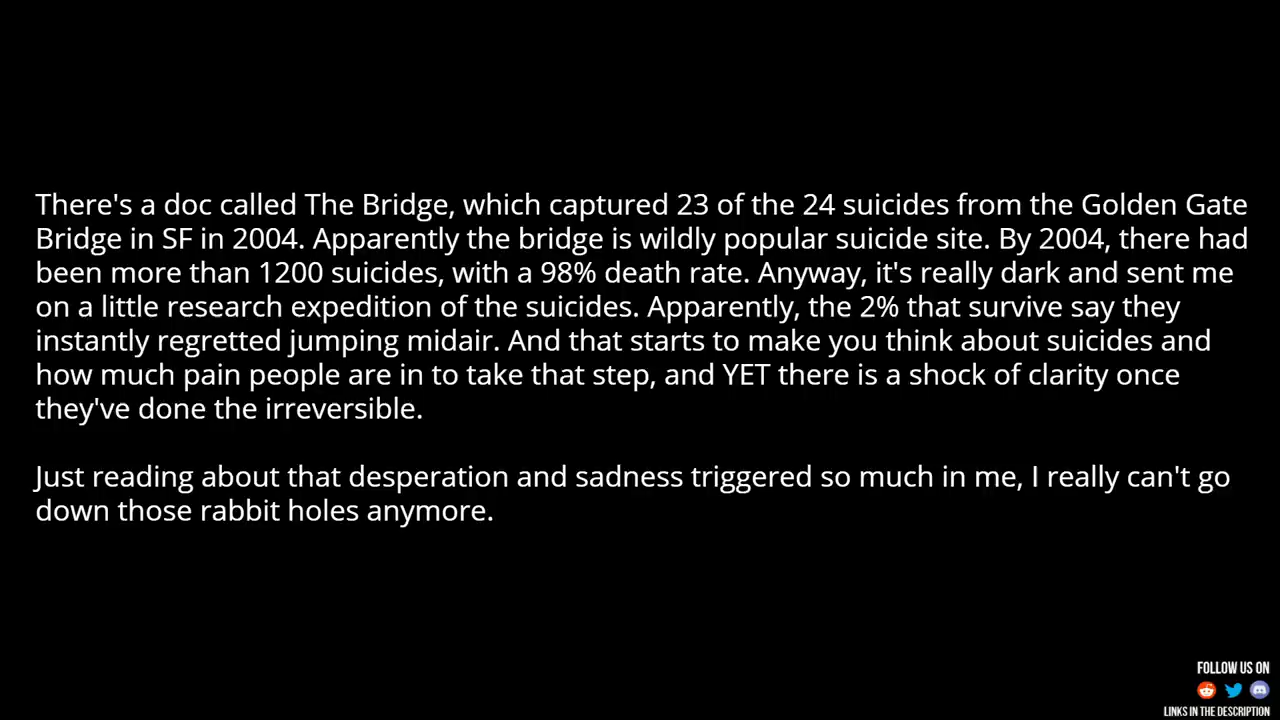 There's a doc called The Bridge, which captured 23 of the 24 suicides from the Golden Gate
Bridge in SF in 2004. Apparently the bridge is wildly popular suicide site. By 2004, there had
been more than 1200 suicides, with a 98% death rate. Anyway, it's really dark and sent me
on a little research expedition of the suicides. Apparently, the 2% that survive say they
instantly regretted jumping midair. And that starts to make you think about suicides and
how much pain people are in to take that step, and YET there is a shock of clarity once
they've done the irreversible.
Just reading about that desperation and sadness triggered so much in me, I really can't go
down those rabbit holes anymore.
FOLLOW US ON
LINKS IN THE DESCRIPTION